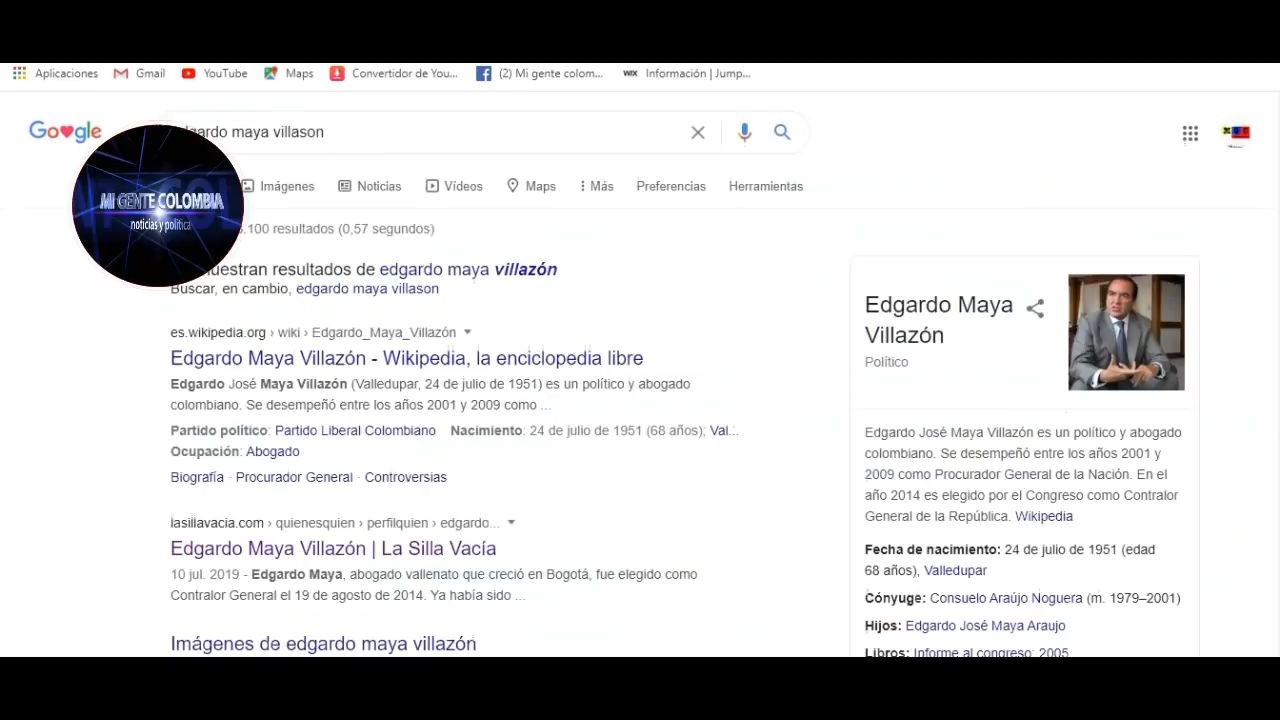 Aplicaciones Gmail YouTube Maps Convertidor de You... (2) Mi gente colom... WIX Información | Jump...
Google
edgardo maya villason
MI GENTE COLOMBIA
noticias y politica
Imágenes Noticias Vídeos Maps Más Preferencias Herramientas
.100 resultados (0,57 segundos)
uestran resultados de edgardo maya villazón
Buscar, en cambio, edgardo maya villason
es.wikipedia.org › wiki › Edgardo_Maya_Villazón
Edgardo Maya Villazón - Wikipedia, la enciclopedia libre
Edgardo José Maya Villazón (Valledupar, 24 de julio de 1951) es un político y abogado
colombiano. Se desempeñó entre los años 2001 y 2009 como ...
Partido político: Partido Liberal Colombiano Nacimiento: 24 de julio de 1951 (68 años); Val...
Ocupación: Abogado
Biografía · Procurador General · Controversias
lasillavacia.com › quienesquien › perfilquien › edgardo...
Edgardo Maya Villazón | La Silla Vacía
10 jul. 2019 - Edgardo Maya, abogado vallenato que creció en Bogotá, fue elegido como
Contralor General el 19 de agosto de 2014. Ya había sido ...
Imágenes de edgardo maya villazón
Edgardo Maya
Villazón
Político
Edgardo José Maya Villazón es un político y abogado
colombiano. Se desempeñó entre los años 2001 y
2009 como Procurador General de la Nación. En el
año 2014 es elegido por el Congreso como Contralor
General de la República. Wikipedia
Fecha de nacimiento: 24 de julio de 1951 (edad
68 años), Valledupar
Cónyuge: Consuelo Araújo Noguera (m. 1979–2001)
Hijos: Edgardo José Maya Araujo
Libros: Informe al congreso: 2005